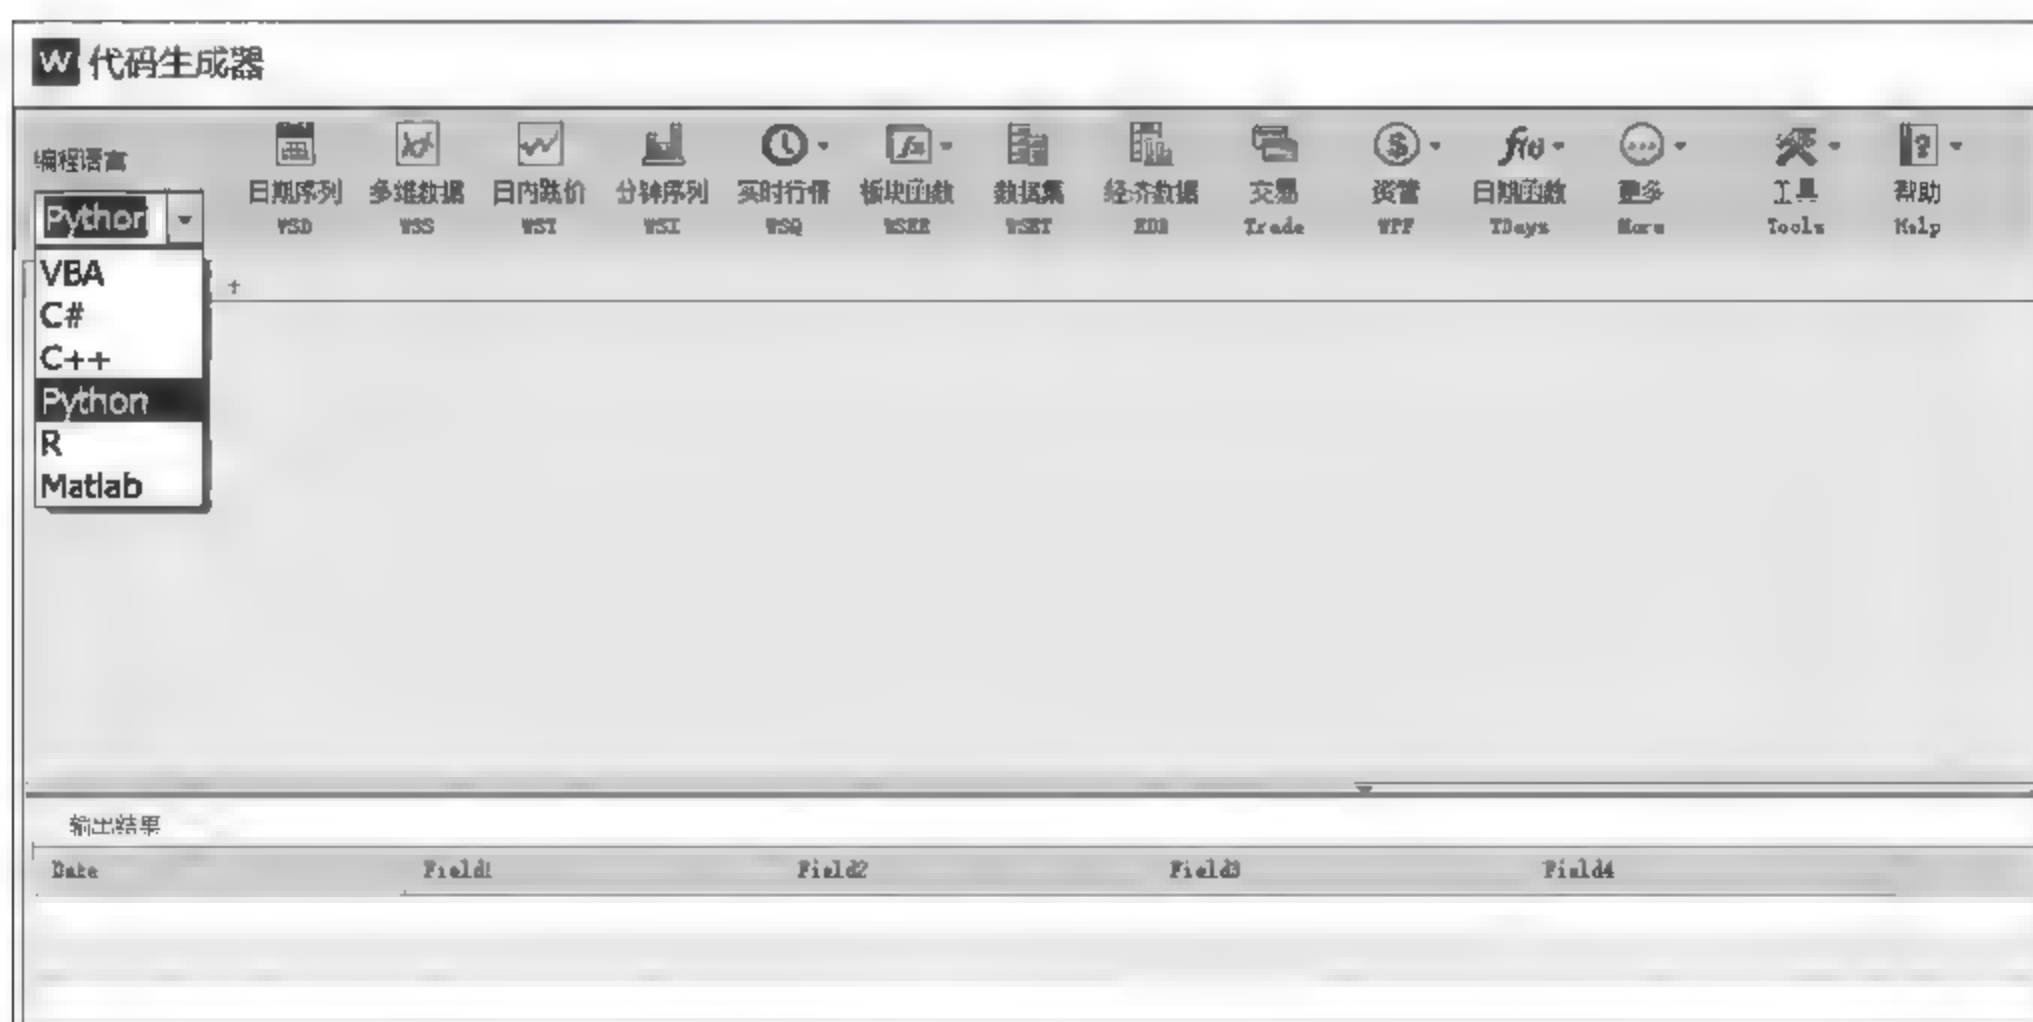 W 代码生成器
编程语言
Python
日期序列 多维数据 日内跳价 分钟序列 实时行情 板块函数 数据集 经济数据 交易 资管 日期函数 更多 工具 帮助
WSD WSS WST WSI WSQ WSEE WSET EDB Trade WPF TDays More Tools Help
VBA
C#
C++
Python
R
Matlab
+
输出结果
Date Field1 Field2 Field3 Field4